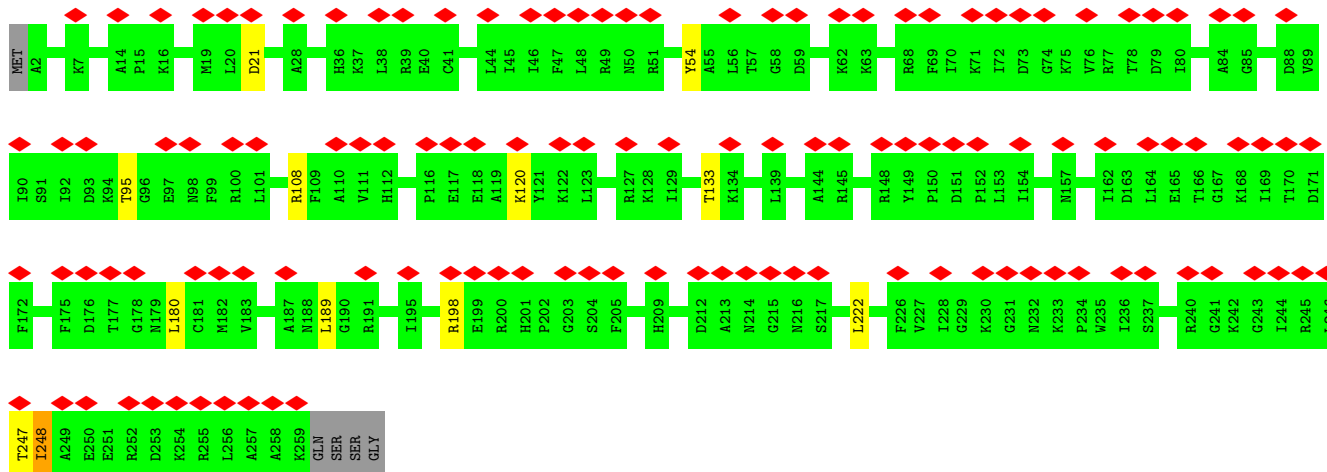 MET A2 K7 A14 P15 K16 M19 L20 D21 A28 H36 K37 L38 R39 E40 C41 L44 I45 I46 F47 L48 R49 N50 R51 Y54 A55 L56 T57 G58 D59 K62 K63 R68 F69 I70 K71 I72 D73 G74 K75 V76 R77 T78 D79 I80 A84 G85 D88 V89
I90 S91 I92 D93 K94 T95 G96 E97 N98 F99 R100 L101 R108 F109 A110 V111 H112 P116 E117 E118 A119 K120 Y121 K122 L123 R127 K128 I129 T133 K134 L139 A144 R145 R148 Y149 P150 D151 P152 L153 I154 N157 I162 D163 L164 E165 T166 G167 K168 I169 T170 D171
F172 F175 D176 T177 G178 N179 L180 C181 M182 V183 A187 N188 L189 G190 R191 I195 R198 E199 R200 H201 P202 G203 S204 F205 H209 D212 A213 N214 G215 N216 S217 L222 F226 V227 I228 G229 K230 G231 N232 K233 P234 W235 I236 S237 R240 G241 K242 G243 I244 R245
T247 I248 A249 E250 E251 R252 D253 K254 R255 L256 A257 A258 K259 GLN SER SER GLY